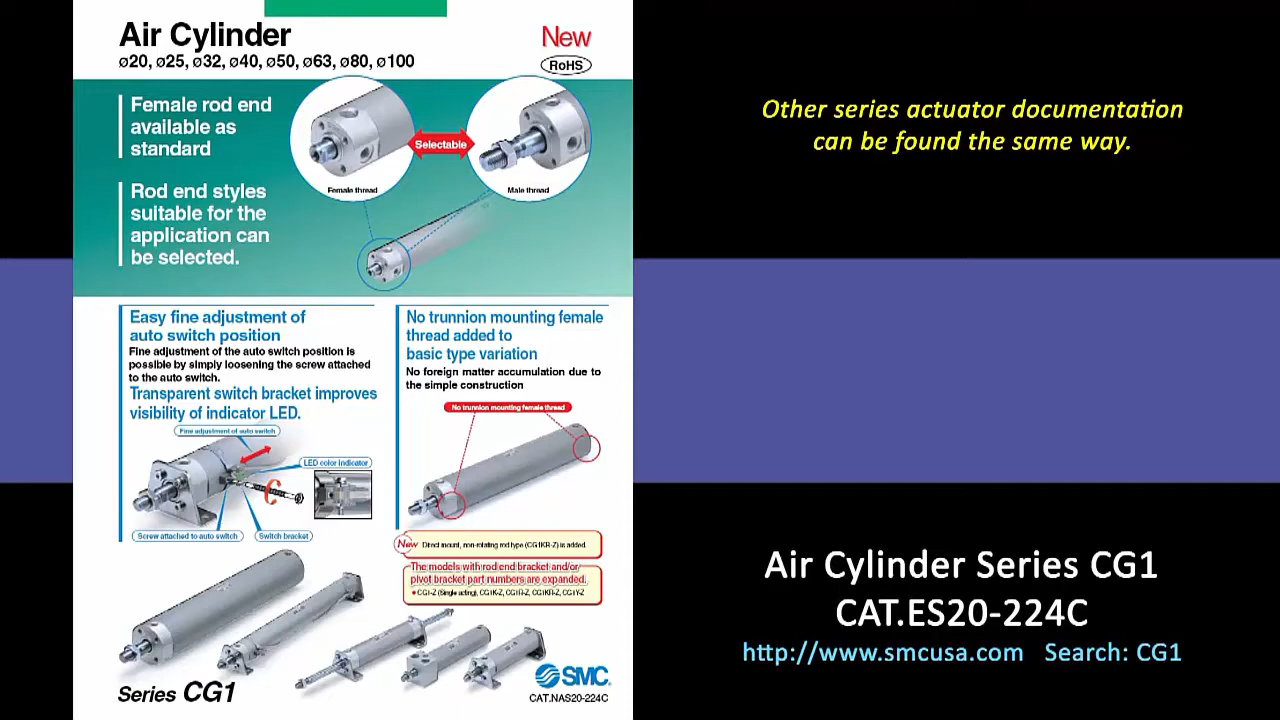 Air Cylinder
ø20, ø25, ø32, ø40, ø50, ø63, ø80, ø100
New
RoHS
Female rod end
available as
standard
Rod end styles
suitable for the
application can
be selected.
Selectable
Female thread
Male thread
Easy fine adjustment of
auto switch position
Fine adjustment of the auto switch position is
possible by simply loosening the screw attached
to the auto switch.
Transparent switch bracket improves
visibility of indicator LED.
Fine adjustment of auto switch
LED color indicator
Screw attached to auto switch
Switch bracket
No trunnion mounting female
thread added to
basic type variation
No foreign matter accumulation due to
the simple construction
No trunnion mounting female thread
New Direct mount, non-rotating rod type (CG1KR-Z) is added.
The models with rod end bracket and/or
pivot bracket part numbers are expanded.
• CG1-Z (Single acting), CG1K-Z, CG1R-Z, CG1KR-Z, CG1Y-Z
Series CG1
SMC
CAT.NAS20-224C
Other series actuator documentation
can be found the same way.
Air Cylinder Series CG1
CAT.ES20-224C
http://www.smcusa.com Search: CG1